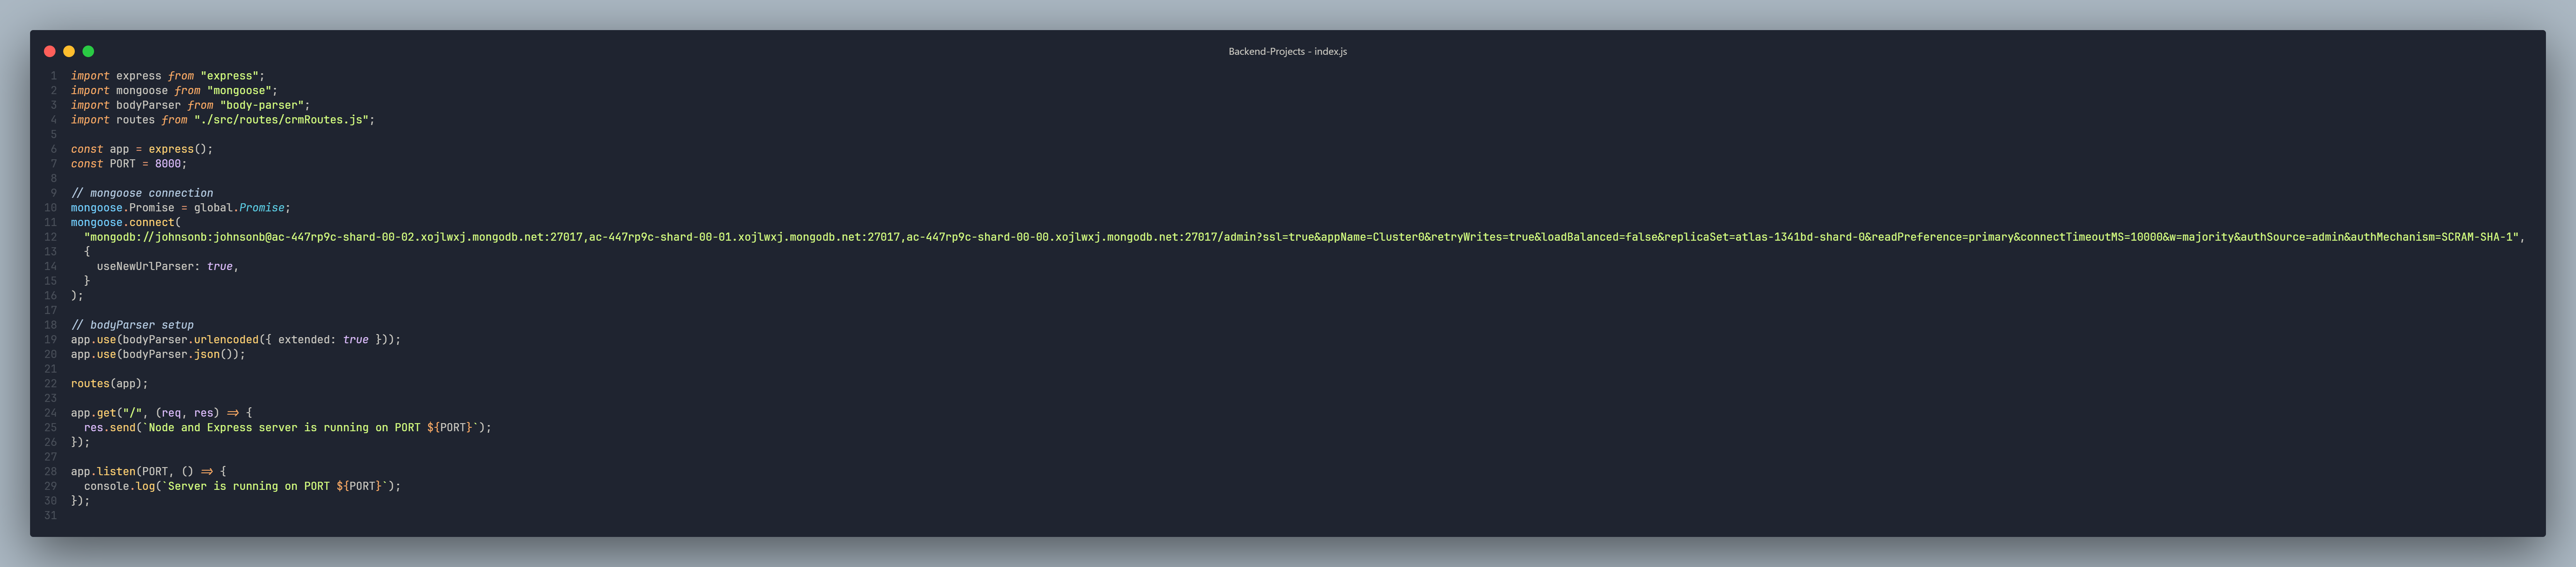 Backend-Projects - index.js
1 import express from "express";
2 import mongoose from "mongoose";
3 import bodyParser from "body-parser";
4 import routes from "./src/routes/crmRoutes.js";
5
6 const app = express();
7 const PORT = 8000;
8
9 // mongoose connection
10 mongoose.Promise = global.Promise;
11 mongoose.connect(
12   "mongodb://johnsonb:johnsonb@ac-447rp9c-shard-00-02.xojlwxj.mongodb.net:27017,ac-447rp9c-shard-00-01.xojlwxj.mongodb.net:27017,ac-447rp9c-shard-00-00.xojlwxj.mongodb.net:27017/admin?ssl=true&appName=Cluster0&retryWrites=true&loadBalanced=false&replicaSet=atlas-1341bd-shard-0&readPreference=primary&connectTimeoutMS=10000&w=majority&authSource=admin&authMechanism=SCRAM-SHA-1",
13   {
14     useNewUrlParser: true,
15   }
16 );
17
18 // bodyParser setup
19 app.use(bodyParser.urlencoded({ extended: true }));
20 app.use(bodyParser.json());
21
22 routes(app);
23
24 app.get("/", (req, res) => {
25   res.send(`Node and Express server is running on PORT ${PORT}`);
26 });
27
28 app.listen(PORT, () => {
29   console.log(`Server is running on PORT ${PORT}`);
30 });
31